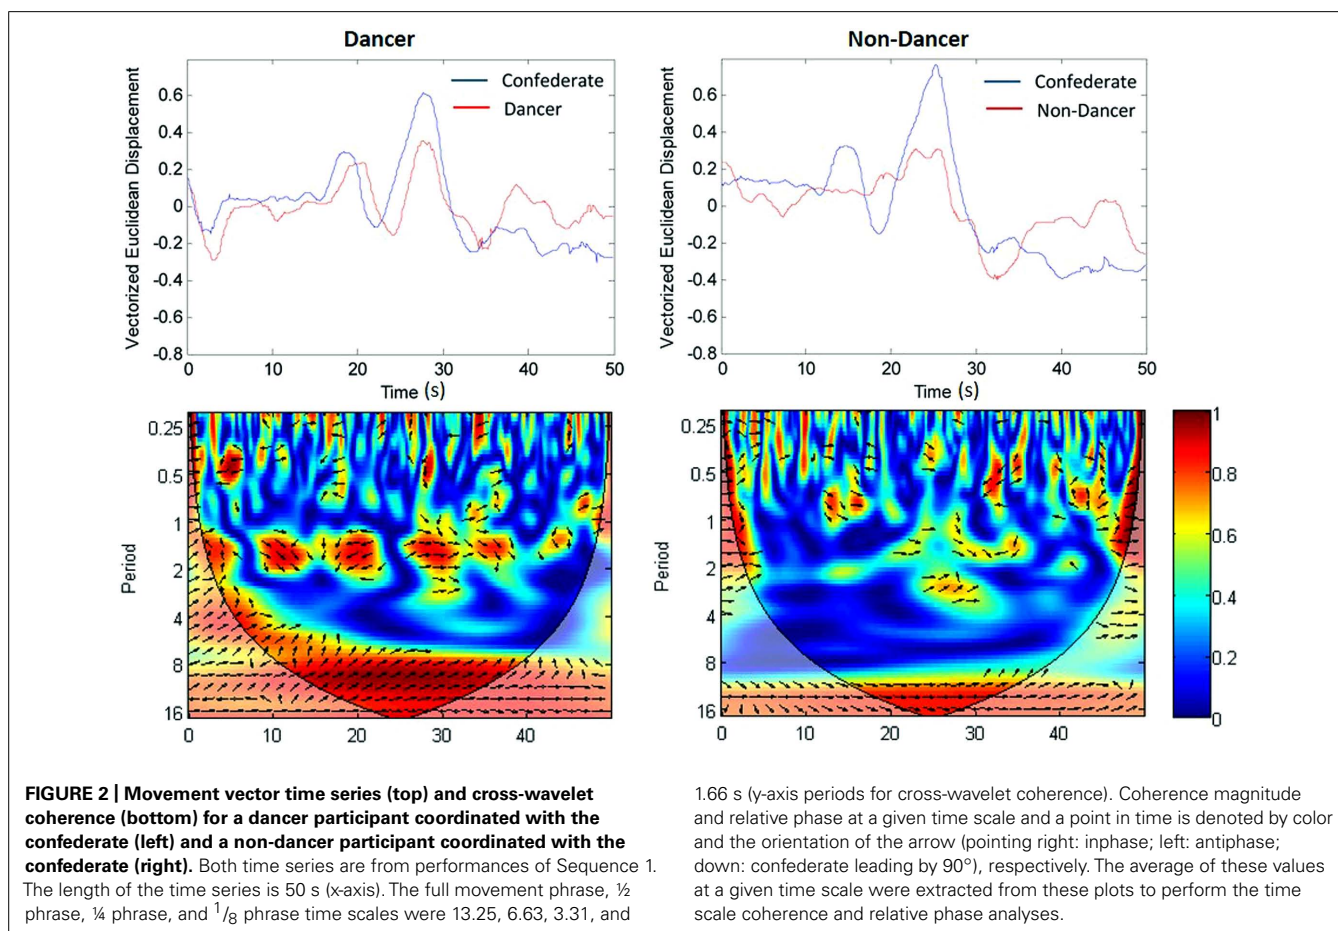 Dancer
Vectorized Euclidean Displacement
0.6
0.4
0.2
0
-0.2
-0.4
-0.6
-0.8
Confederate
Dancer
0
10
20
30
40
50
Time (s)
Non-Dancer
Vectorized Euclidean Displacement
0.6
0.4
0.2
0
-0.2
-0.4
-0.6
-0.8
Confederate
Non-Dancer
0
10
20
30
40
50
Time (s)
Period
0.25
0.5
1
2
4
8
16
0
10
20
30
40
Period
0.25
0.5
1
2
4
8
16
0
10
20
30
40
1
0.8
0.6
0.4
0.2
0
FIGURE 2 | Movement vector time series (top) and cross-wavelet
coherence (bottom) for a dancer participant coordinated with the
confederate (left) and a non-dancer participant coordinated with the
confederate (right). Both time series are from performances of Sequence 1.
The length of the time series is 50 s (x-axis). The full movement phrase, ½
phrase, ¼ phrase, and 1/8 phrase time scales were 13.25, 6.63, 3.31, and
1.66 s (y-axis periods for cross-wavelet coherence). Coherence magnitude
and relative phase at a given time scale and a point in time is denoted by color
and the orientation of the arrow (pointing right: inphase; left: antiphase;
down: confederate leading by 90°), respectively. The average of these values
at a given time scale were extracted from these plots to perform the time
scale coherence and relative phase analyses.